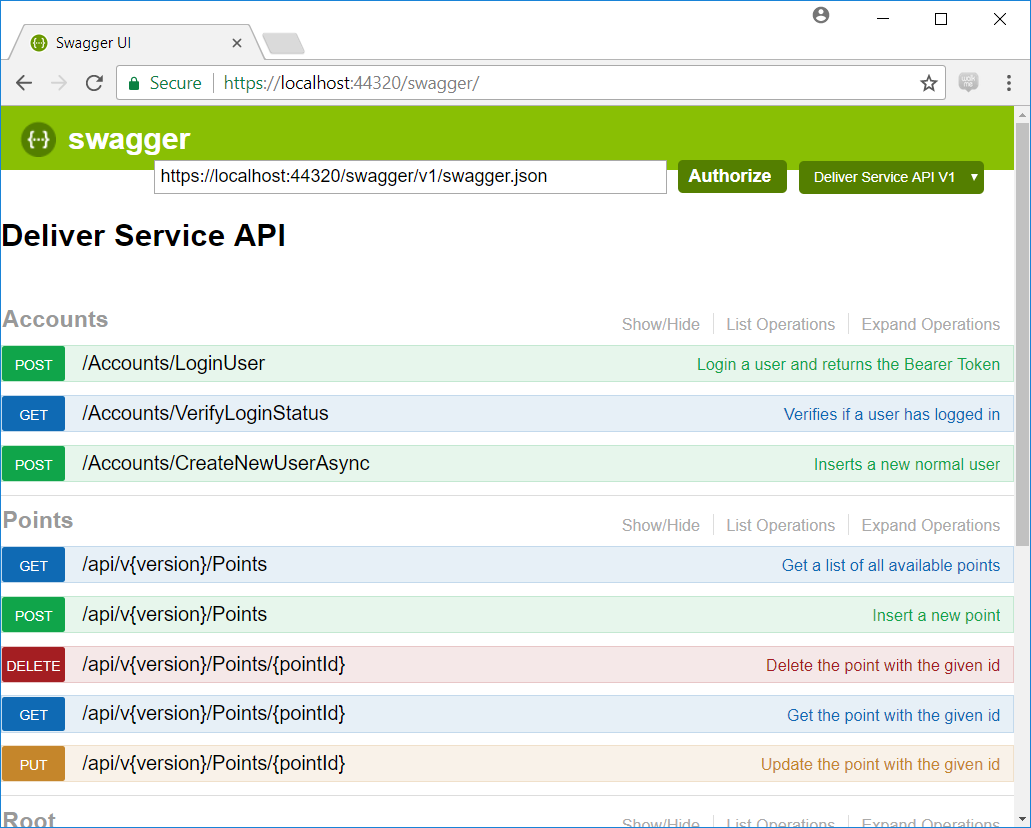 Swagger UI
Secure https://localhost:44320/swagger/
swagger
https://localhost:44320/swagger/v1/swagger.json Authorize Deliver Service API V1
Deliver Service API
Accounts Show/Hide List Operations Expand Operations
POST /Accounts/LoginUser Login a user and returns the Bearer Token
GET /Accounts/VerifyLoginStatus Verifies if a user has logged in
POST /Accounts/CreateNewUserAsync Inserts a new normal user
Points Show/Hide List Operations Expand Operations
GET /api/v{version}/Points Get a list of all available points
POST /api/v{version}/Points Insert a new point
DELETE /api/v{version}/Points/{pointId} Delete the point with the given id
GET /api/v{version}/Points/{pointId} Get the point with the given id
PUT /api/v{version}/Points/{pointId} Update the point with the given id
Root Show/Hide List Operations Expand Operations